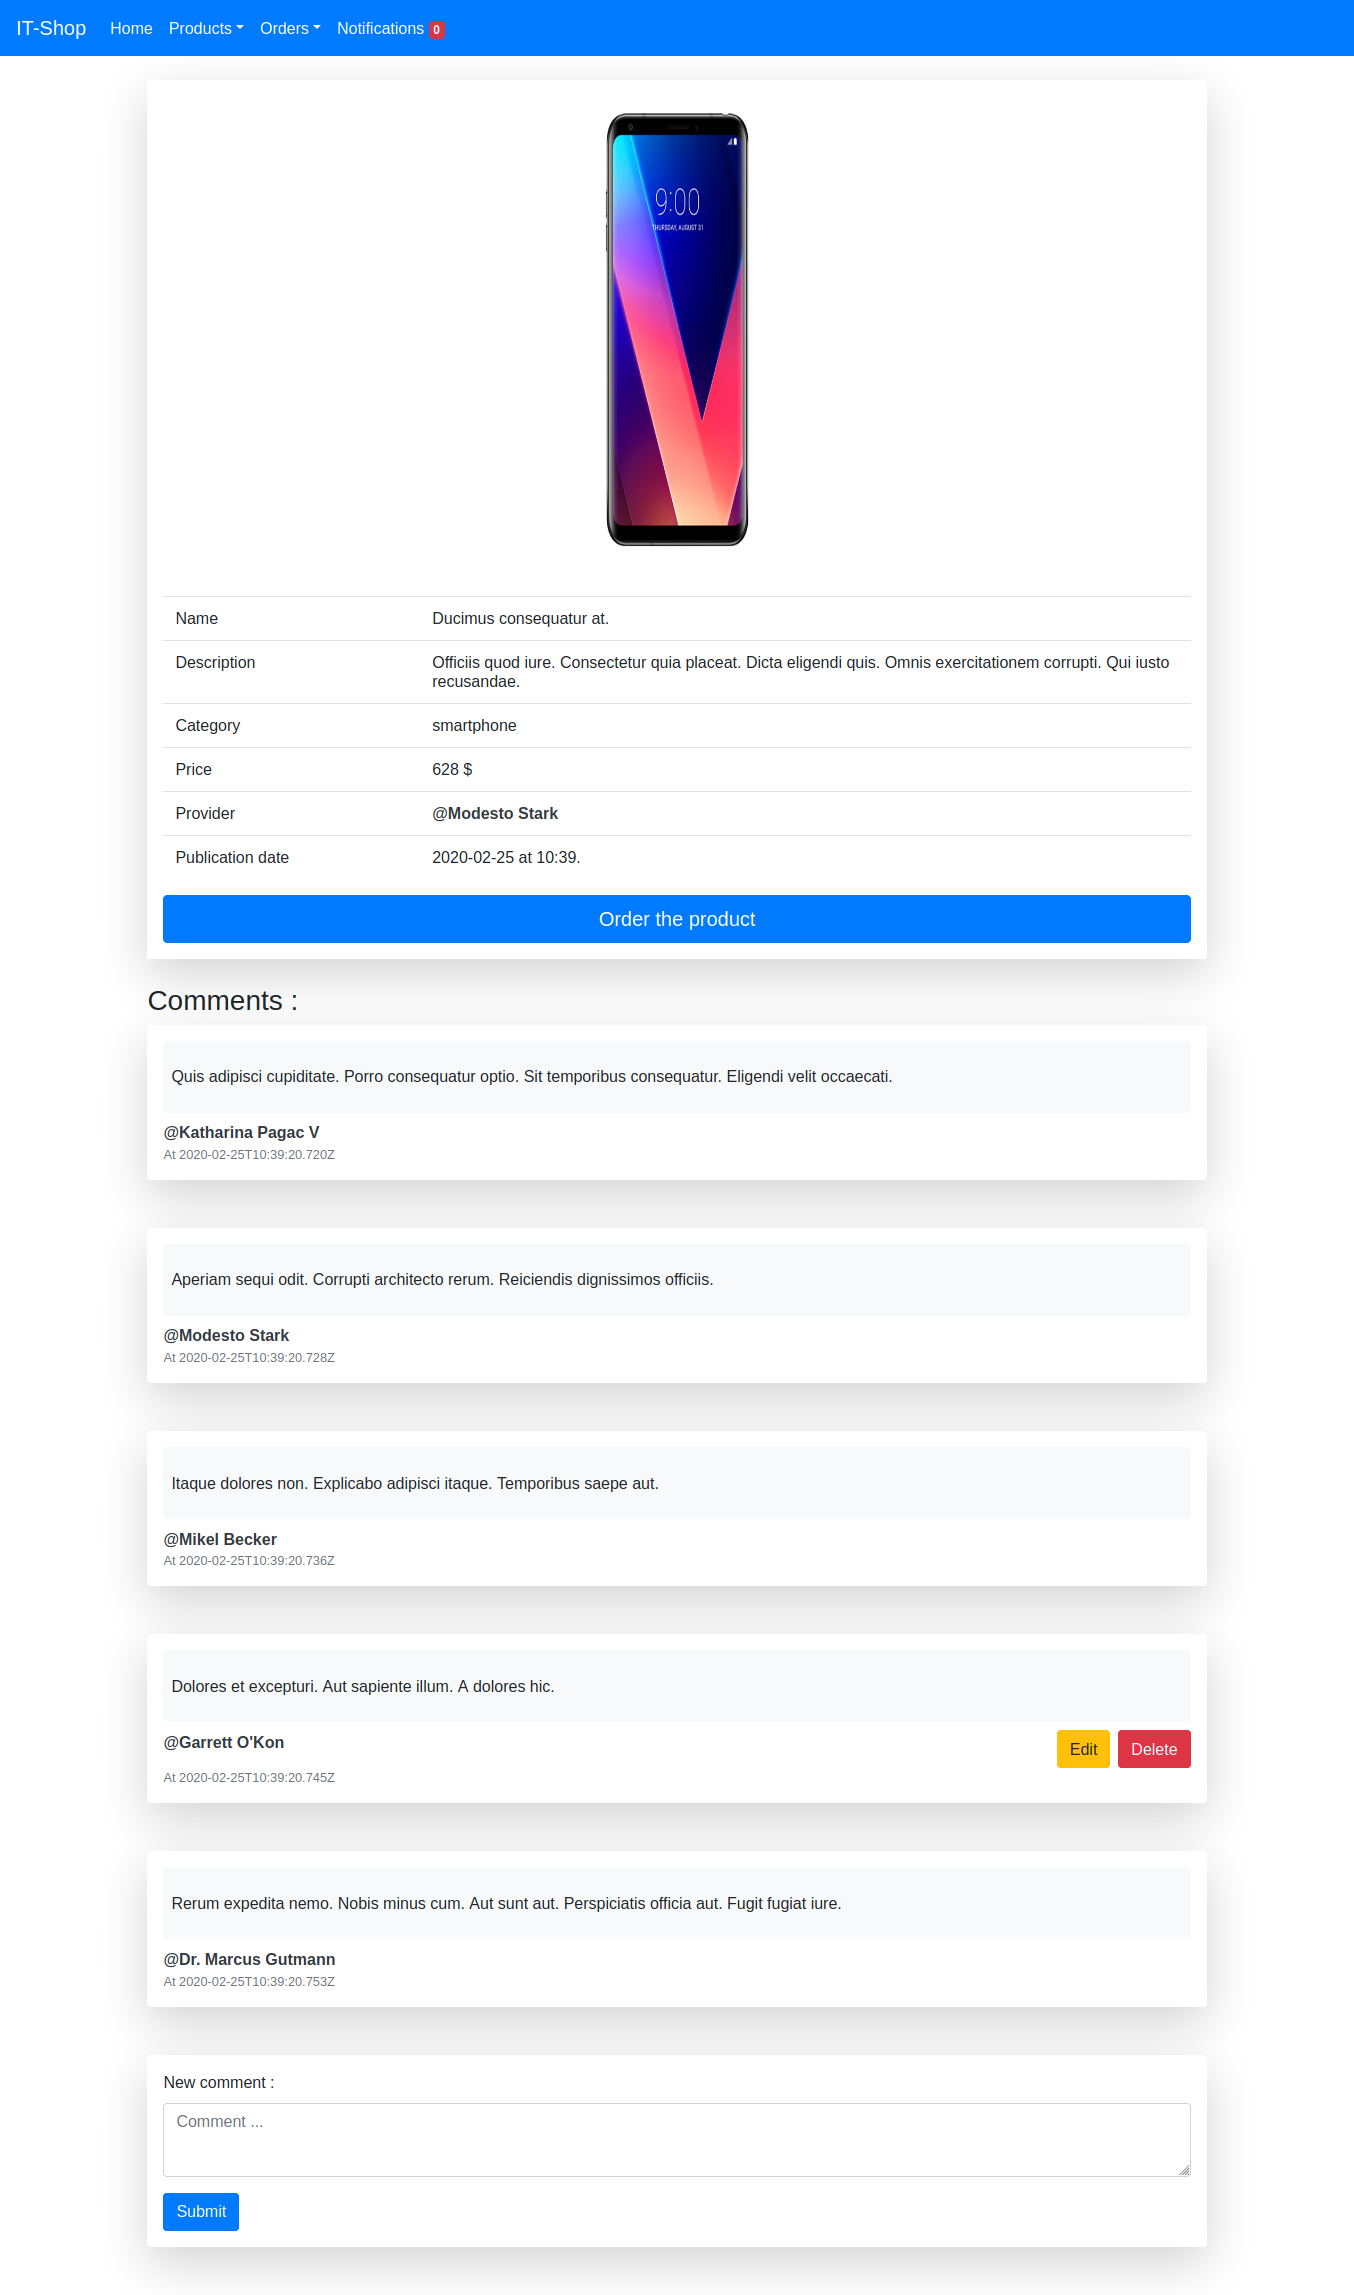 IT-Shop Home Products Orders Notifications 0
9:00
THURSDAY, AUGUST 31
Name Ducimus consequatur at.
Description Officiis quod iure. Consectetur quia placeat. Dicta eligendi quis. Omnis exercitationem corrupti. Qui iusto
recusandae.
Category smartphone
Price 628 $
Provider @Modesto Stark
Publication date 2020-02-25 at 10:39.
Order the product
Comments :
Quis adipisci cupiditate. Porro consequatur optio. Sit temporibus consequatur. Eligendi velit occaecati.
@Katharina Pagac V
At 2020-02-25T10:39:20.720Z
Aperiam sequi odit. Corrupti architecto rerum. Reiciendis dignissimos officiis.
@Modesto Stark
At 2020-02-25T10:39:20.728Z
Itaque dolores non. Explicabo adipisci itaque. Temporibus saepe aut.
@Mikel Becker
At 2020-02-25T10:39:20.736Z
Dolores et excepturi. Aut sapiente illum. A dolores hic.
@Garrett O'Kon Edit Delete
At 2020-02-25T10:39:20.745Z
Rerum expedita nemo. Nobis minus cum. Aut sunt aut. Perspiciatis officia aut. Fugit fugiat iure.
@Dr. Marcus Gutmann
At 2020-02-25T10:39:20.753Z
New comment :
Comment ...
Submit